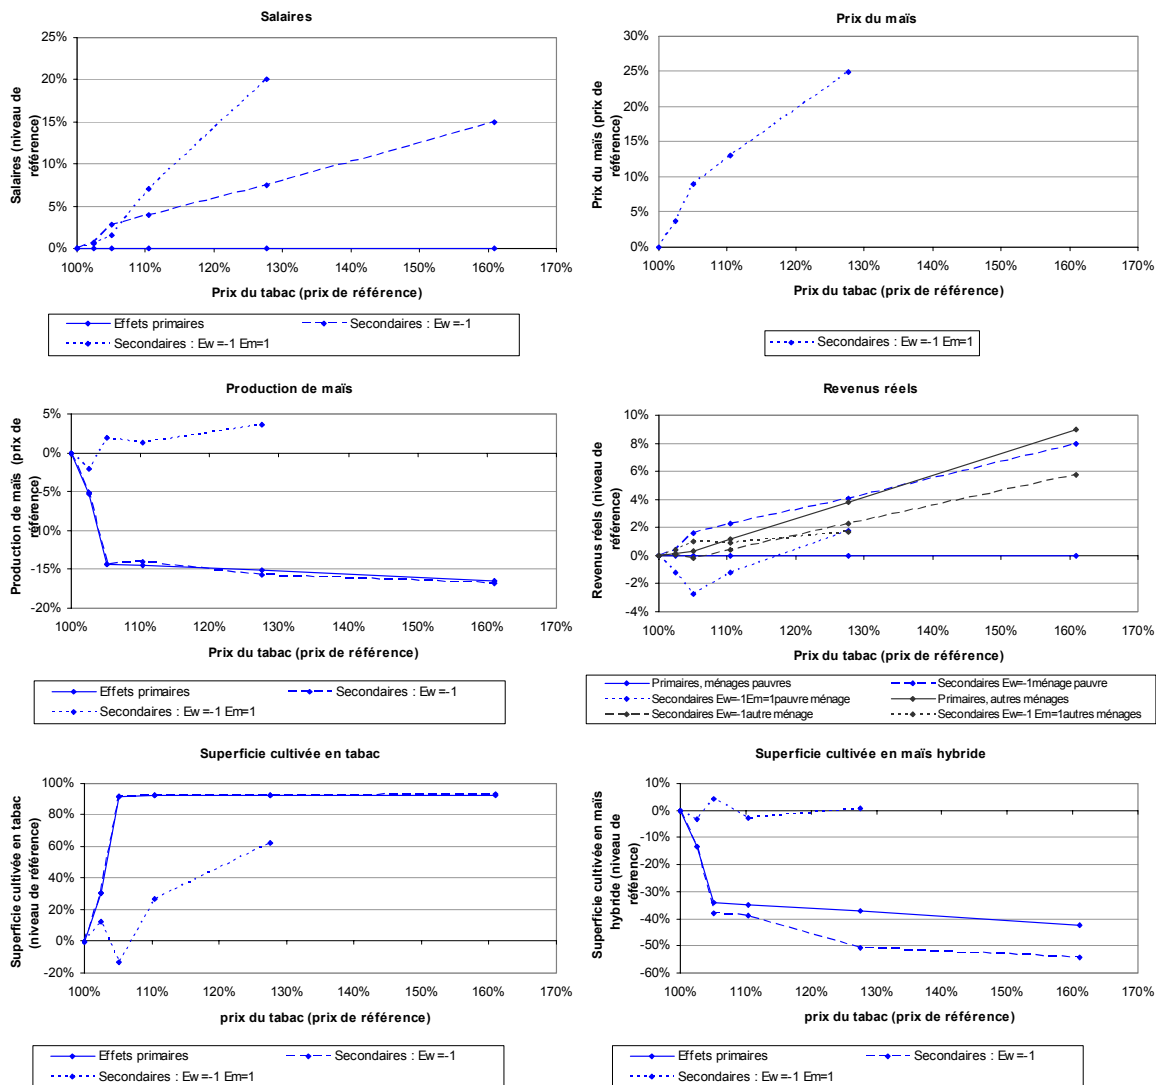 Salaires
25%
20%
15%
10%
5%
0%
Salaires (niveau de
référence)
100% 110% 120% 130% 140% 150% 160% 170%
Prix du tabac (prix de référence)
Effets primaires
Secondaires : Ew =-1
Secondaires : Ew =-1 Em=1
Prix du maïs
30%
25%
20%
15%
10%
5%
0%
Prix du maïs (prix de
référence)
100% 110% 120% 130% 140% 150% 160% 170%
Prix du tabac (prix de référence)
Secondaires : Ew =-1 Em=1
Production de maïs
5%
0%
-5%
-10%
-15%
-20%
Production de maïs (prix de
référence)
100% 110% 120% 130% 140% 150% 160% 170%
Prix du tabac (prix de référence)
Effets primaires
Secondaires : Ew =-1
Secondaires : Ew =-1 Em=1
Revenus réels
10%
8%
6%
4%
2%
0%
-2%
-4%
Revenus réels (niveau de
référence)
100% 110% 120% 130% 140% 150% 160% 170%
Prix du tabac (prix de référence)
Primaires, ménages pauvres
Secondaires Ew=-1ménage pauvre
Secondaires Ew=-1Em=1pauvre ménage
Primaires, autres ménages
Secondaires Ew=-1autre ménage
Secondaires Ew=-1 Em=1autres ménages
Superficie cultivée en tabac
100%
80%
60%
40%
20%
0%
-20%
Superficie cultivée en tabac
(niveau de référence)
100% 110% 120% 130% 140% 150% 160% 170%
prix du tabac (prix de référence)
Effets primaires
Secondaires : Ew =-1
Secondaires : Ew =-1 Em=1
Superficie cultivée en maïs hybride
10%
0%
-10%
-20%
-30%
-40%
-50%
-60%
Superficie cultivée en maïs
hybride (niveau de
référence)
100% 110% 120% 130% 140% 150% 160% 170%
prix du tabac (prix de référence)
Effets primaires
Secondaires : Ew =-1
Secondaires : Ew =-1 Em=1